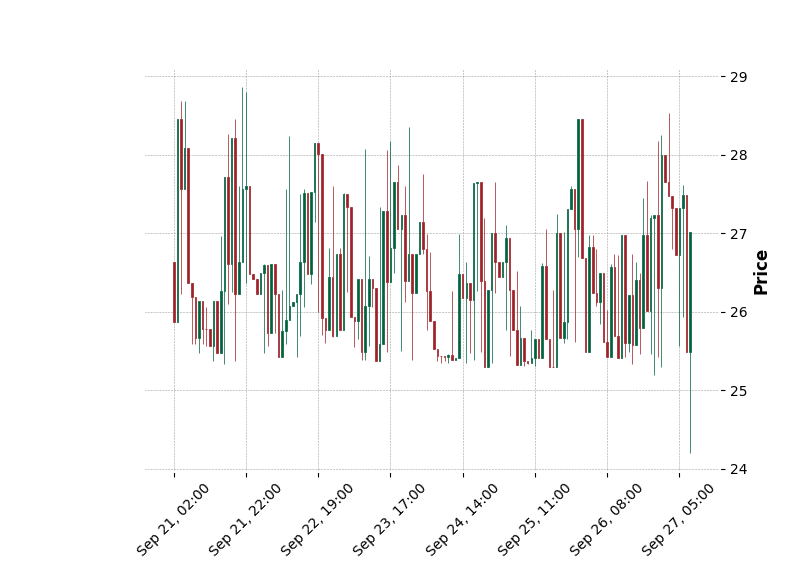 29
28
27
26
25
24
Price
Sep 21, 02:00
Sep 21, 22:00
Sep 22, 19:00
Sep 23, 17:00
Sep 24, 14:00
Sep 25, 11:00
Sep 26, 08:00
Sep 27, 05:00